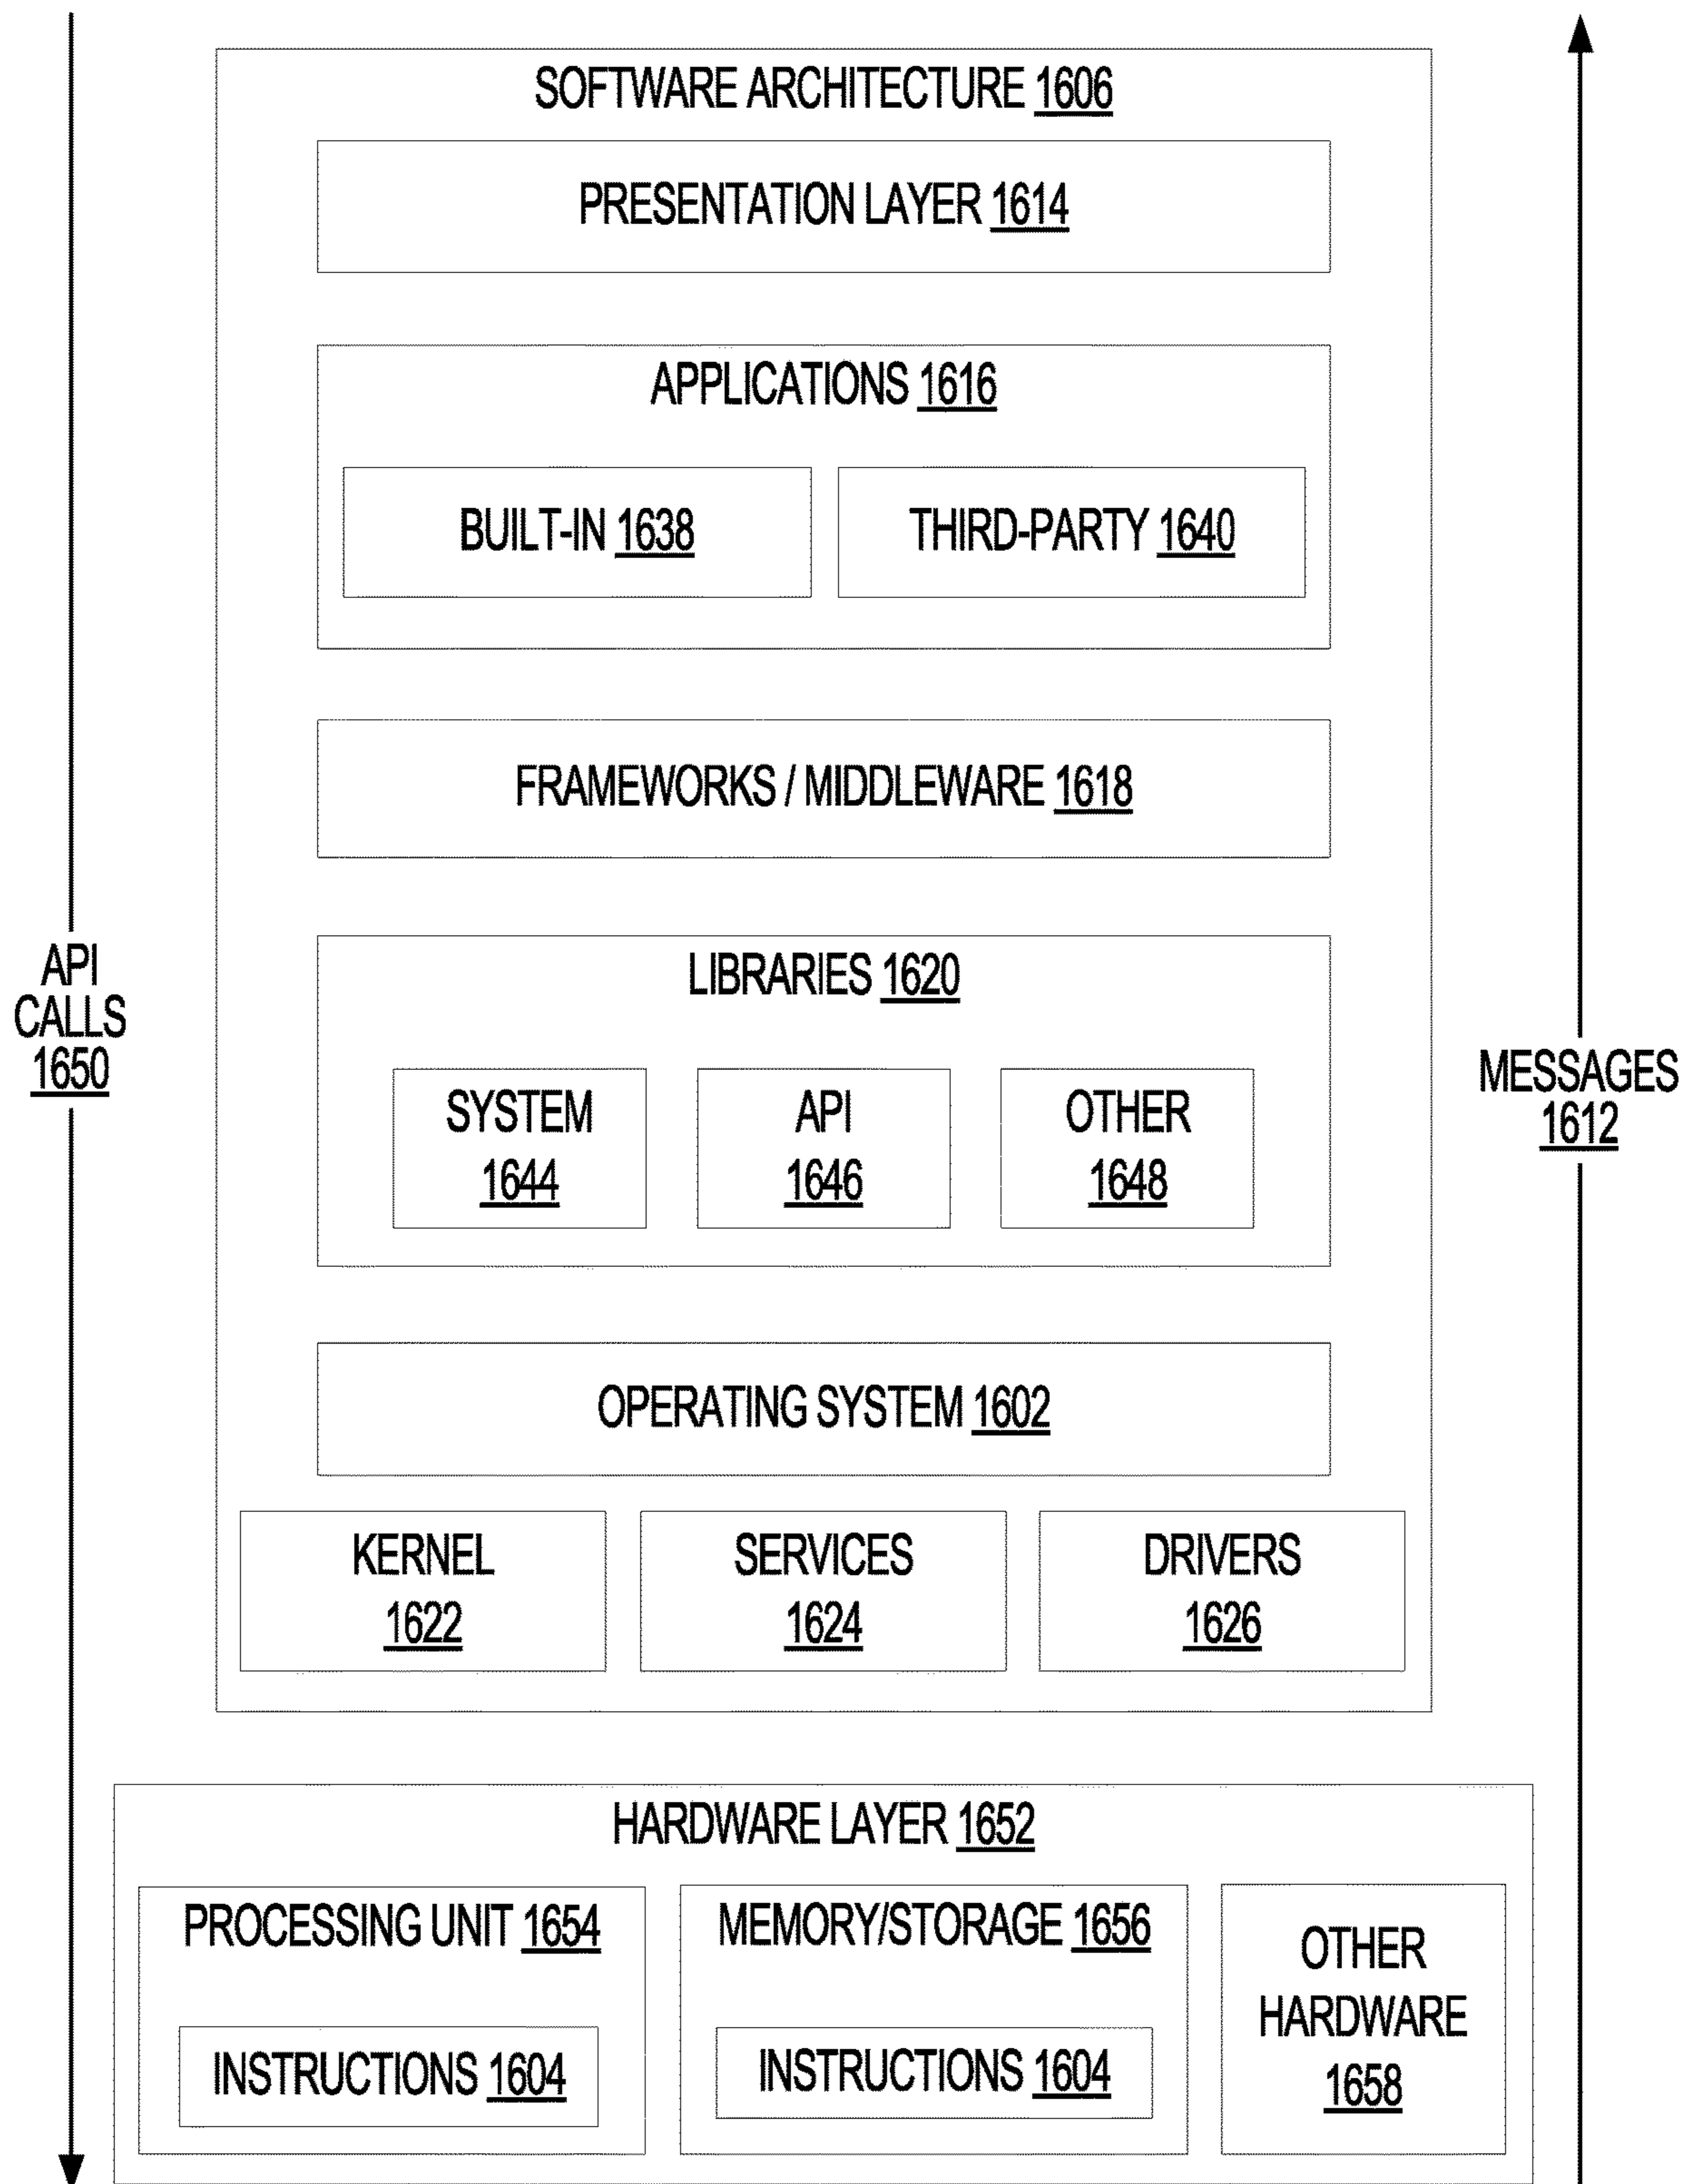 SOFTWARE ARCHITECTURE 1606
PRESENTATION LAYER 1614
APPLICATIONS 1616
BUILT-IN 1638
THIRD-PARTY 1640
FRAMEWORKS / MIDDLEWARE 1618
API
CALLS
1650
LIBRARIES 1620
SYSTEM
1644
API
1646
OTHER
1648
MESSAGES
1612
OPERATING SYSTEM 1602
KERNEL
1622
SERVICES
1624
DRIVERS
1626
HARDWARE LAYER 1652
PROCESSING UNIT 1654
INSTRUCTIONS 1604
MEMORY/STORAGE 1656
INSTRUCTIONS 1604
OTHER
HARDWARE
1658